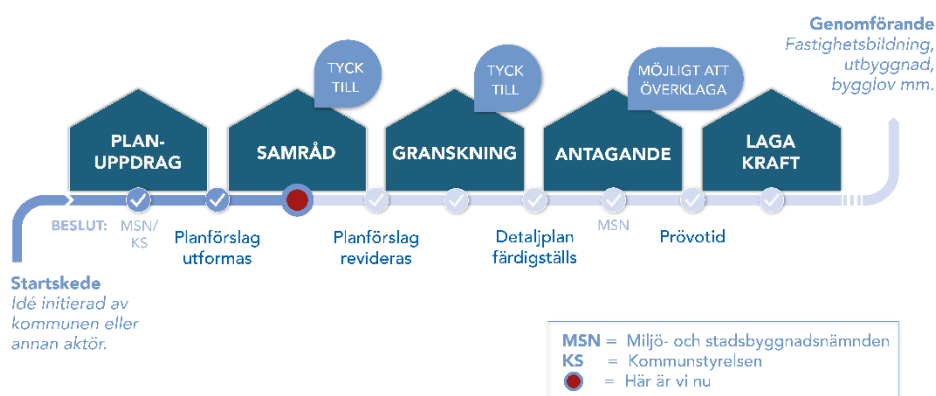 Genomförande
Fastighetsbildning,
utbyggnad,
bygglov mm.
TYCK
TILL
TYCK
TILL
MÖJLIGT ATT
ÖVERKLAGA
PLAN-
UPPDRAG
SAMRÅD
GRANSKNING
ANTAGANDE
LAGA
KRAFT
BESLUT:
MSN/
KS
Planförslag
utformas
Planförslag
revideras
Detaljplan
färdigställs
MSN
Prövotid
Startskede
Idé initierad av
kommunen eller
annan aktör.
MSN = Miljö- och stadsbyggnadsnämnden
KS = Kommunstyrelsen
= Här är vi nu